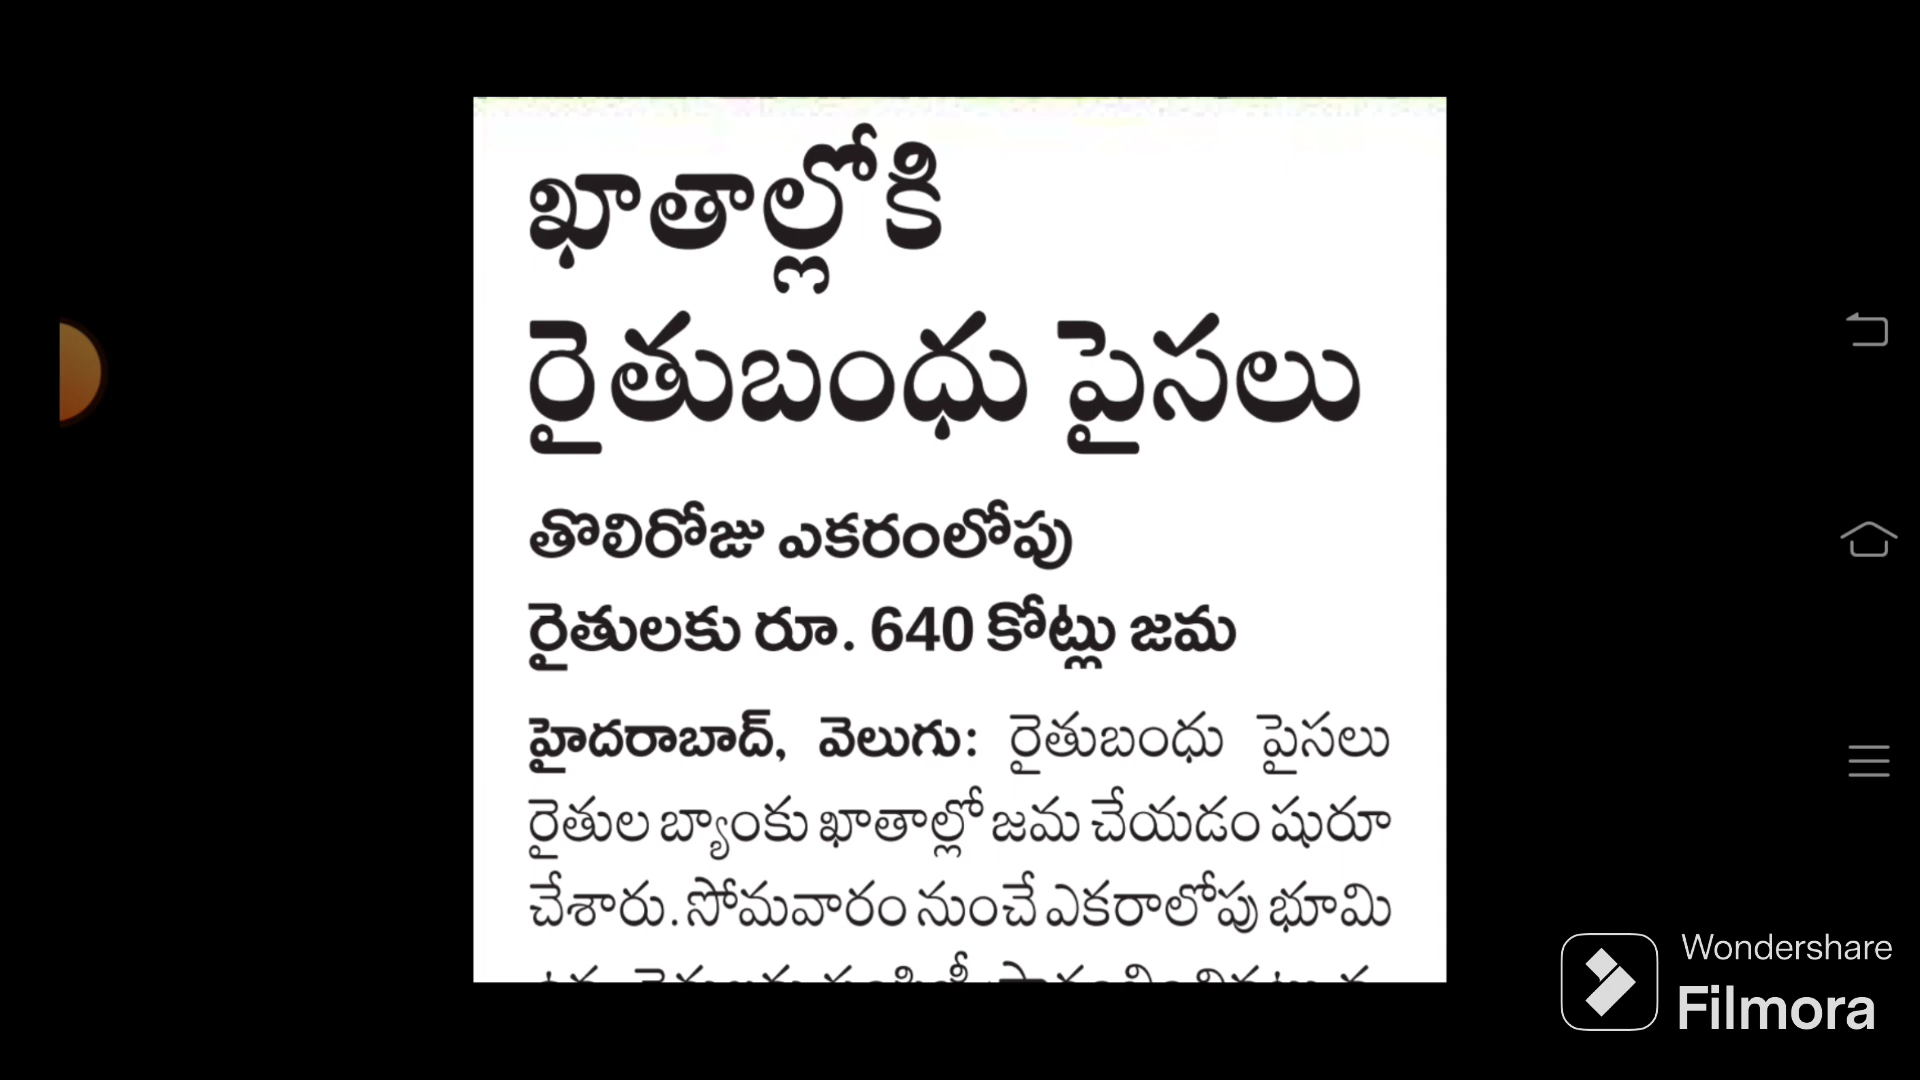 ఖాతాల్లోకి
రైతుబంధు పైసలు
తొలిరోజు ఎకరంలోపు
రైతులకు రూ. 640 కోట్లు జమ
హైదరాబాద్, వెలుగు: రైతుబంధు పైసలు
రైతుల బ్యాంకు ఖాతాల్లో జమ చేయడం షురూ
చేశారు. సోమవారం నుంచే ఎకరాలోపు భూమి
Wondershare
Filmora